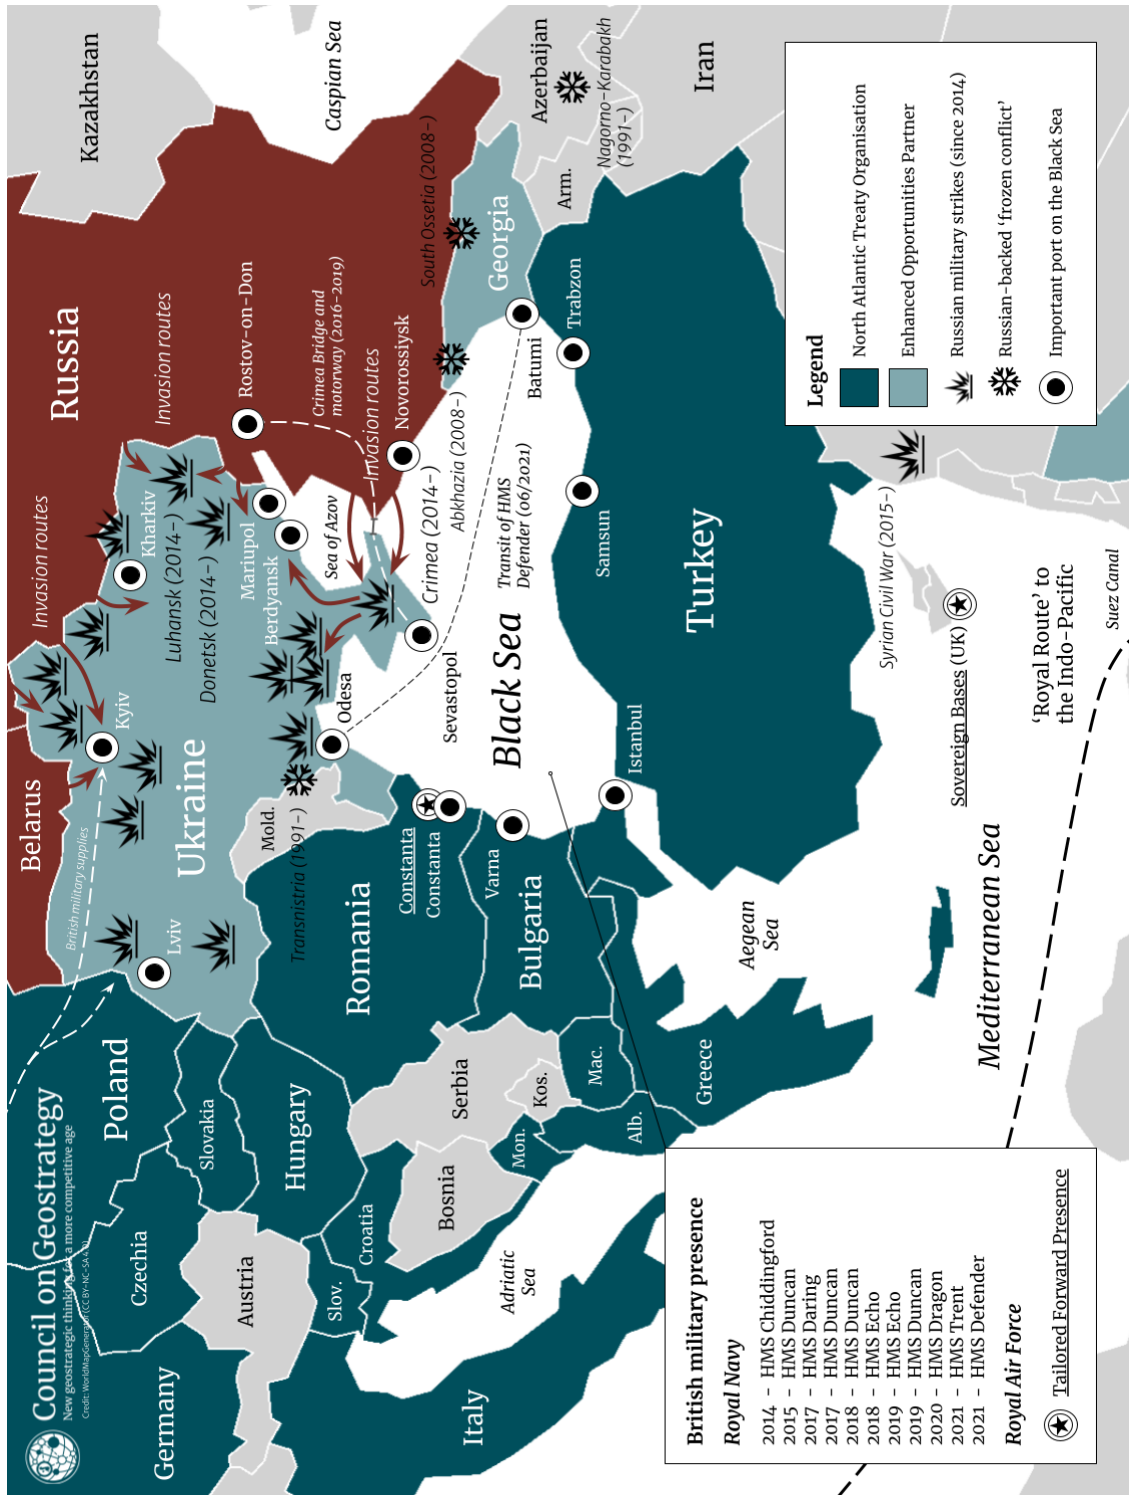 Council on Geostrategy
New geostrategic thinking for a more competitive age
Credit: WorldMapGenerator (CC BY-NC-SA 4.0)
Germany
Czechia
Poland
Slovakia
Austria
Hungary
Slov.
Croatia
Bosnia
Serbia
Kos.
Mon.
Mac.
Alb.
Italy
Adriatic
Sea
Greece
Romania
Bulgaria
Belarus
British military supplies
Ukraine
Lviv
Kyiv
Mold.
Transnistria (1991–)
Constanta
Constanta
Varna
Odesa
Istanbul
Aegean
Sea
Mediterranean Sea
Invasion routes
Kharkiv
Luhansk (2014–)
Donetsk (2014–)
Mariupol
Berdyansk
Sea of Azov
Crimea (2014–)
Sevastopol
Black Sea
Transit of HMS
Defender (06/2021)
Russia
Invasion routes
Rostov-on-Don
Crimea Bridge and
motorway (2016–2019)
Invasion routes
Novorossiysk
Abkhazia (2008–)
South Ossetia (2008–)
Georgia
Batumi
Trabzon
Samsun
Turkey
Kazakhstan
Caspian Sea
Azerbaijan
Arm.
Nagorno-Karabakh
(1991–)
Iran
Syrian Civil War (2015–)
Sovereign Bases (UK)
'Royal Route' to
the Indo-Pacific
Suez Canal
British military presence
Royal Navy
2014 – HMS Chiddingford
2015 – HMS Duncan
2017 – HMS Daring
2017 – HMS Duncan
2018 – HMS Duncan
2018 – HMS Echo
2019 – HMS Echo
2019 – HMS Duncan
2020 – HMS Dragon
2021 – HMS Trent
2021 – HMS Defender
Royal Air Force
Tailored Forward Presence
Legend
North Atlantic Treaty Organisation
Enhanced Opportunities Partner
Russian military strikes (since 2014)
Russian-backed 'frozen conflict'
Important port on the Black Sea